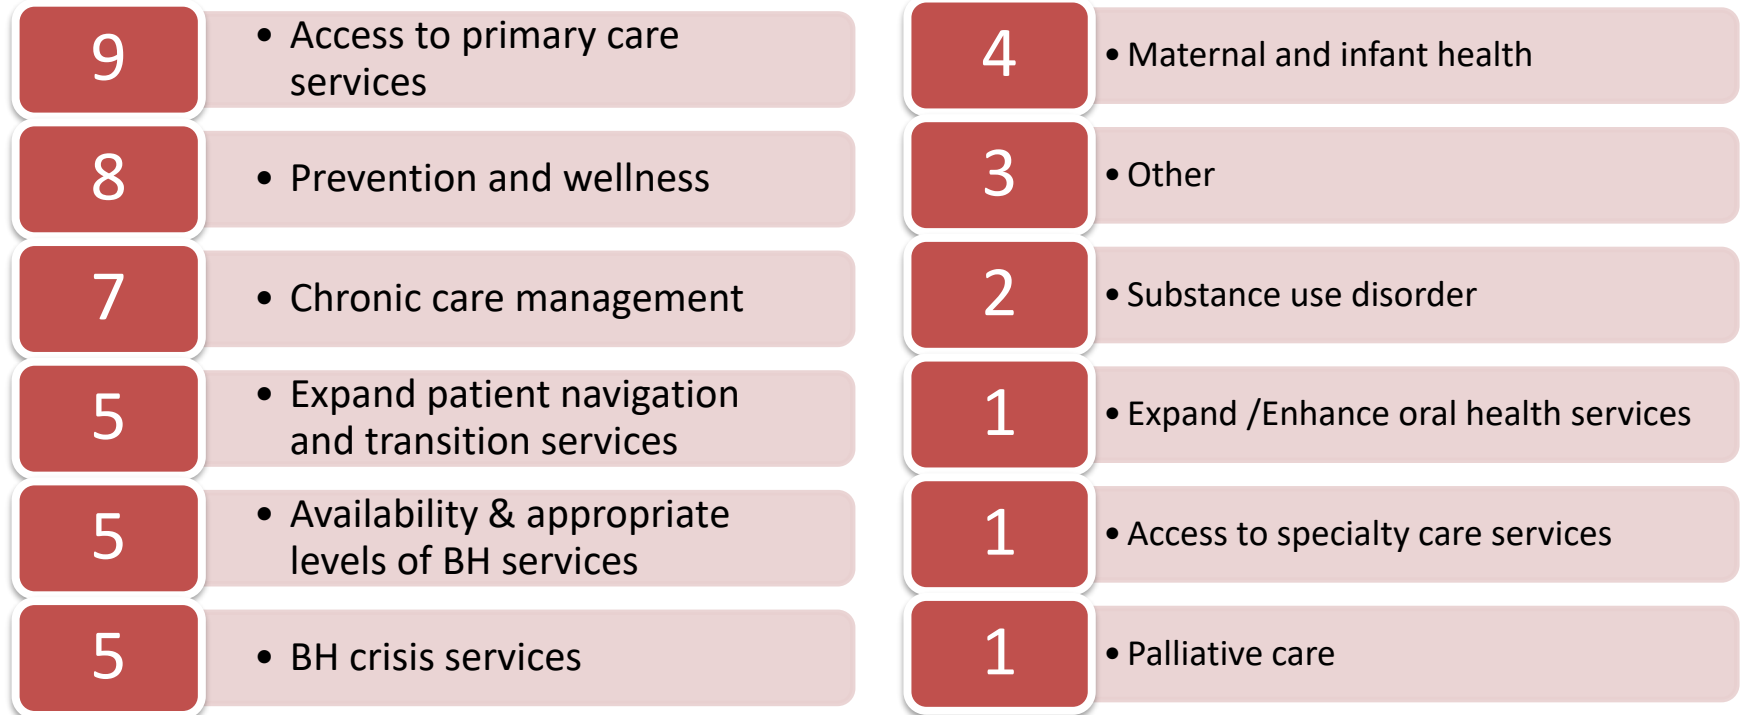 9
• Access to primary care
services
8
• Prevention and wellness
7
• Chronic care management
5
• Expand patient navigation
and transition services
5
• Availability & appropriate
levels of BH services
5
• BH crisis services
4
• Maternal and infant health
3
• Other
2
• Substance use disorder
1
• Expand /Enhance oral health services
1
• Access to specialty care services
1
• Palliative care